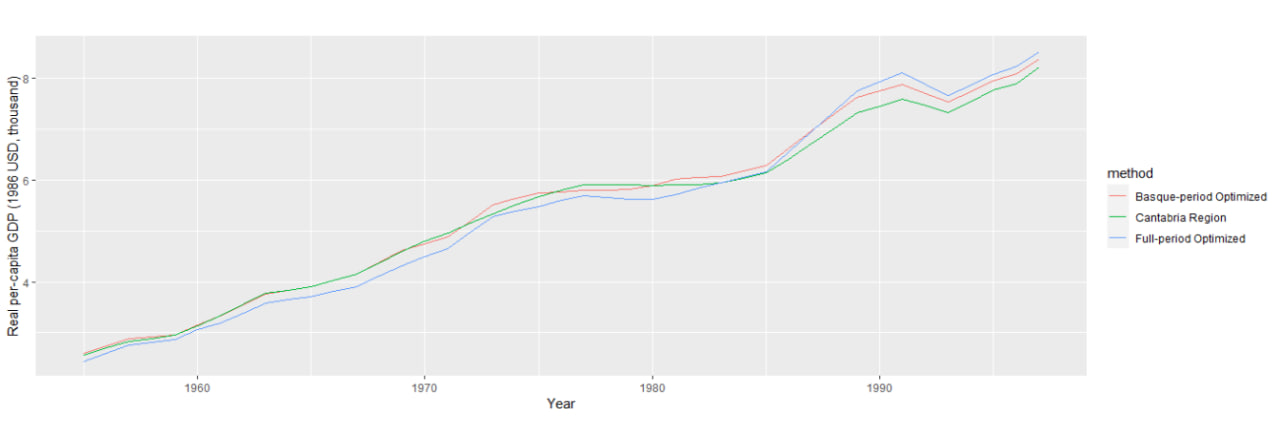 Real per-capita GDP (1986 USD, thousand)
8
6
4
1960
1970
1980
1990
Year
method
Basque-period Optimized
Cantabria Region
Full-period Optimized